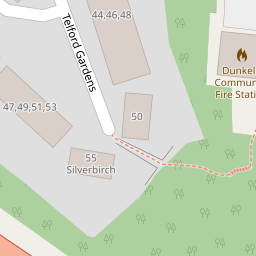 44,46,48
Telford Gardens
Dunkel
Commun
Fire Stati
47,49,51,53
50
55
Silverbirch